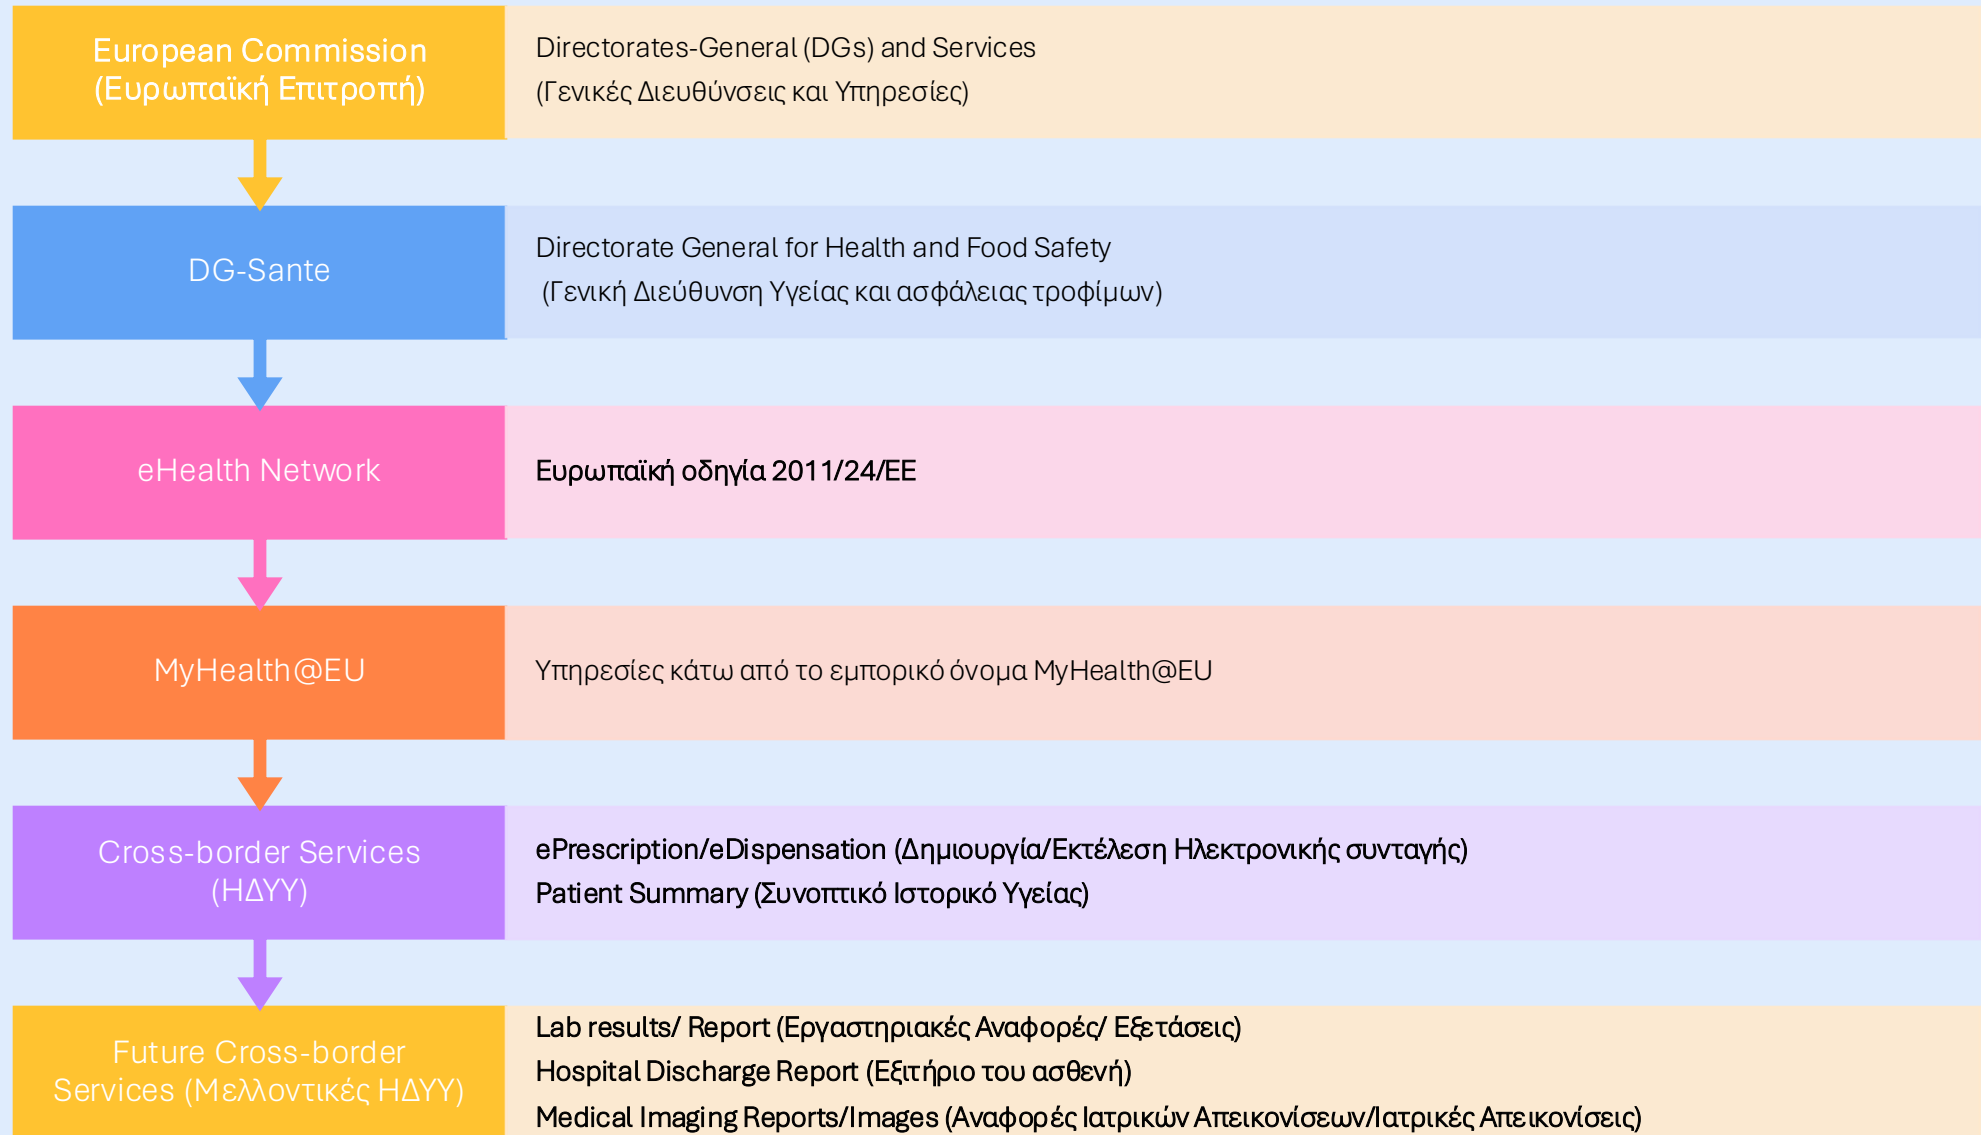 European Commission
(Ευρωπαϊκή Επιτροπή)
Directorates-General (DGs) and Services
(Γενικές Διευθύνσεις και Υπηρεσίες)
DG-Sante
Directorate General for Health and Food Safety
(Γενική Διεύθυνση Υγείας και ασφάλειας τροφίμων)
eHealth Network
Ευρωπαϊκή οδηγία 2011/24/ΕΕ
MyHealth@EU
Υπηρεσίες κάτω από το εμπορικό όνομα MyHealth@EU
Cross-border Services
(ΗΔΥΥ)
ePrescription/eDispensation (Δημιουργία/Εκτέλεση Ηλεκτρονικής συνταγής)
Patient Summary (Συνοπτικό Ιστορικό Υγείας)
Future Cross-border
Services (Μελλοντικές ΗΔΥΥ)
Lab results/ Report (Εργαστηριακές Αναφορές/ Εξετάσεις)
Hospital Discharge Report (Εξιτήριο του ασθενή)
Medical Imaging Reports/Images (Αναφορές Ιατρικών Απεικονίσεων/Ιατρικές Απεικονίσεις)